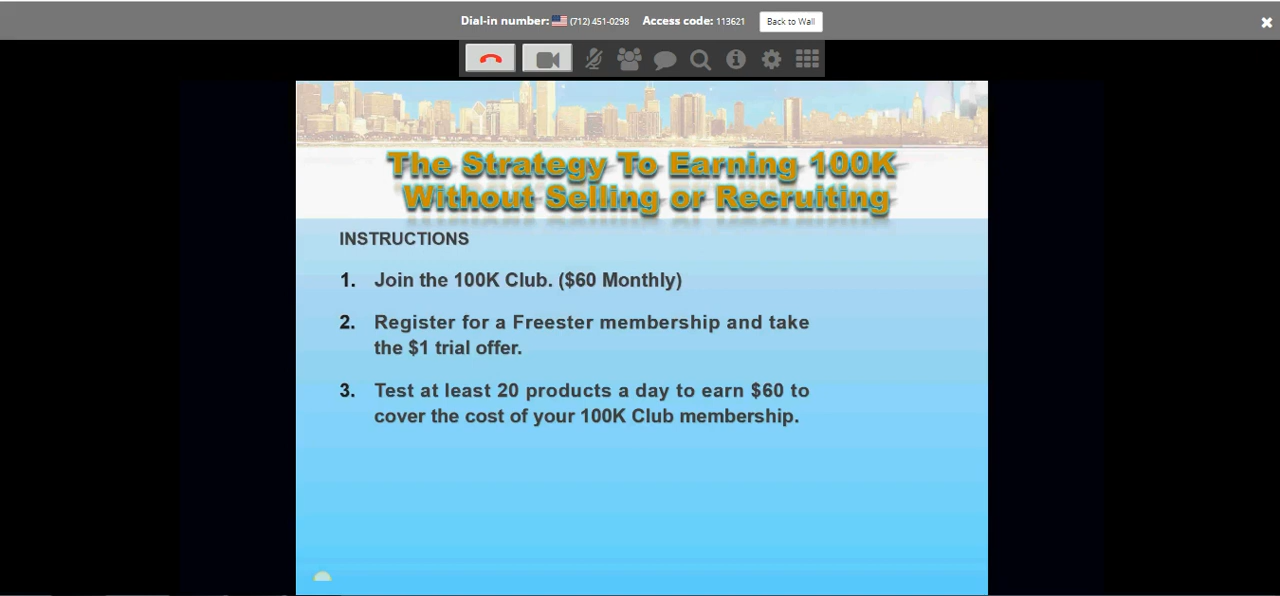 Dial-in number: (712) 451-0298 Access code: 113621 Back to Wall
The Strategy To Earning 100K
Without Selling or Recruiting
INSTRUCTIONS
1. Join the 100K Club. ($60 Monthly)
2. Register for a Freester membership and take
the $1 trial offer.
3. Test at least 20 products a day to earn $60 to
cover the cost of your 100K Club membership.